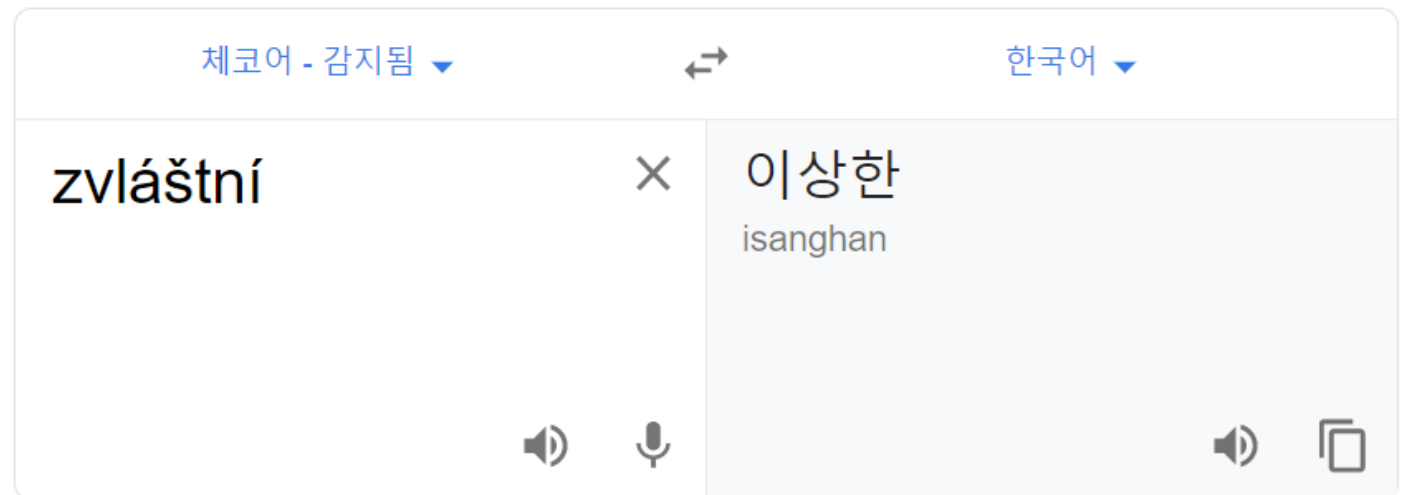 체코어 - 감지됨
한국어
zvláštní
이상한
isanghan